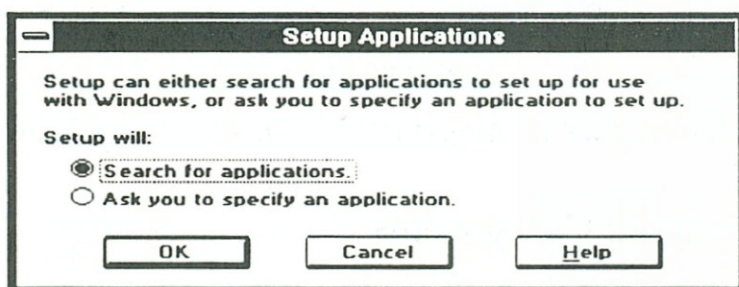 Setup Applications
Setup can either search for applications to set up for use
with Windows, or ask you to specify an application to set up.
Setup will:
Search for applications.
Ask you to specify an application.
OK Cancel Help